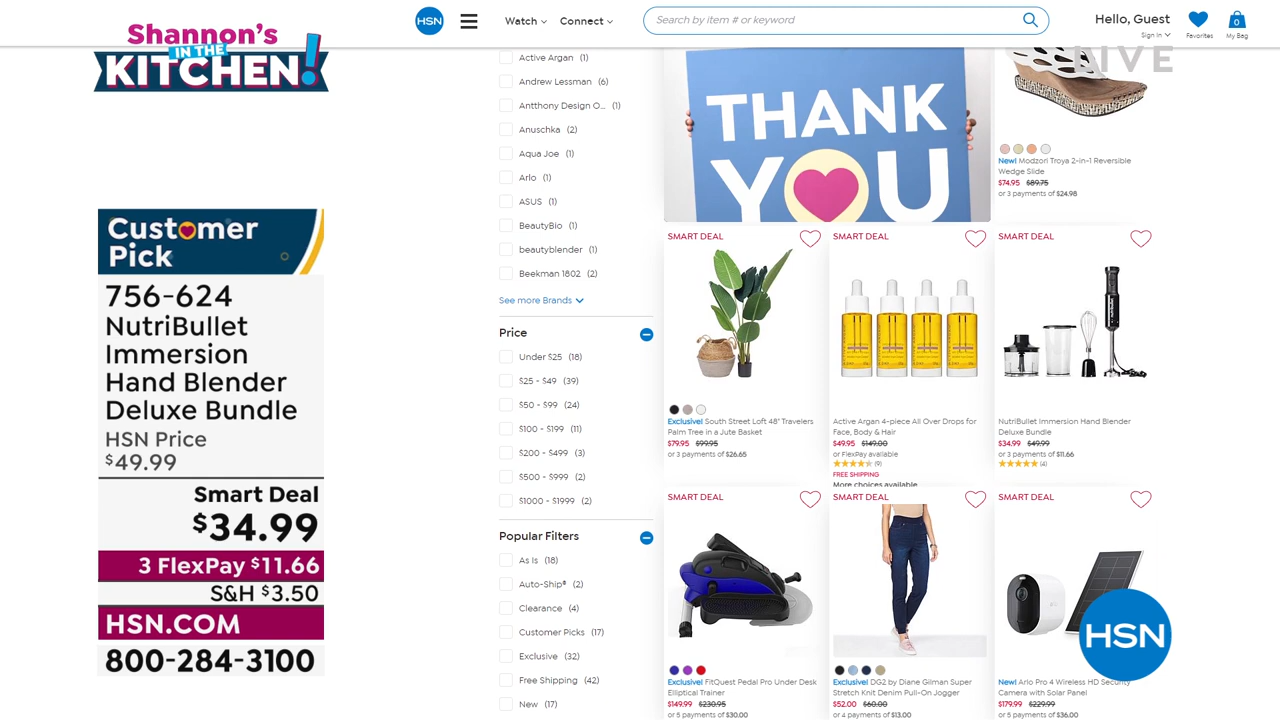 Shannon's
IN THE
KITCHEN!
Customer
Pick
756-624
NutriBullet
Immersion
Hand Blender
Deluxe Bundle
HSN Price
$49.99
Smart Deal
$34.99
3 FlexPay $11.66
S&H $3.50
HSN.COM
800-284-3100
HSN
Watch
Connect
Search by item # or keyword
Hello, Guest
Sign in
Favorites
0
My Bag
LIVE
Active Argan (1)
Andrew Lessman (6)
Antthony Design O... (1)
Anuschka (2)
Aqua Joe (1)
Arlo (1)
ASUS (1)
BeautyBio (1)
beautyblender (1)
Beekman 1802 (2)
See more Brands
Price
Under $25 (18)
$25 - $49 (39)
$50 - $99 (24)
$100 - $199 (11)
$200 - $499 (3)
$500 - $999 (2)
$1000 - $1999 (2)
Popular Filters
As Is (18)
Auto-Ship® (2)
Clearance (4)
Customer Picks (17)
Exclusive (32)
Free Shipping (42)
New (17)
THANK
YOU
New! Modzori Troya 2-in-1 Reversible
Wedge Slide
$74.95 $89.75
or 3 payments of $24.98
SMART DEAL
Exclusive! South Street Loft 48" Travelers
Palm Tree in a Jute Basket
$79.95 $99.95
or 3 payments of $26.65
SMART DEAL
Active Argan 4-piece All Over Drops for
Face, Body & Hair
$49.95 $149.00
or FlexPay available
(9)
FREE SHIPPING
More choices available
SMART DEAL
NutriBullet Immersion Hand Blender
Deluxe Bundle
$34.99 $49.99
or 3 payments of $11.66
(4)
SMART DEAL
Exclusive! FitQuest Pedal Pro Under Desk
Elliptical Trainer
$149.99 $230.95
or 5 payments of $30.00
SMART DEAL
Exclusive! DG2 by Diane Gilman Super
Stretch Knit Denim Pull-On Jogger
$52.00 $60.00
or 4 payments of $13.00
SMART DEAL
New! Arlo Pro 4 Wireless HD Security
Camera with Solar Panel
$179.99 $229.99
or 5 payments of $36.00
HSN